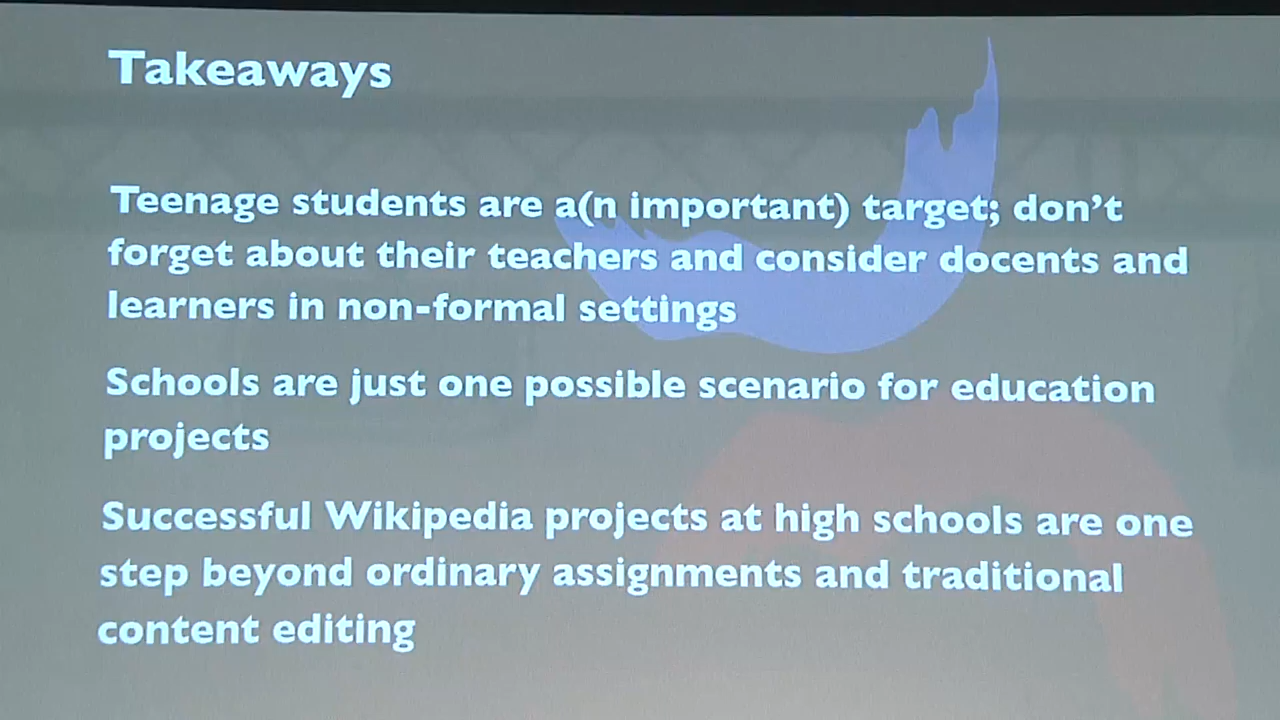 Takeaways
Teenage students are a(n important) target; don’t
forget about their teachers and consider docents and
learners in non-formal settings
Schools are just one possible scenario for education
projects
Successful Wikipedia projects at high schools are one
step beyond ordinary assignments and traditional
content editing